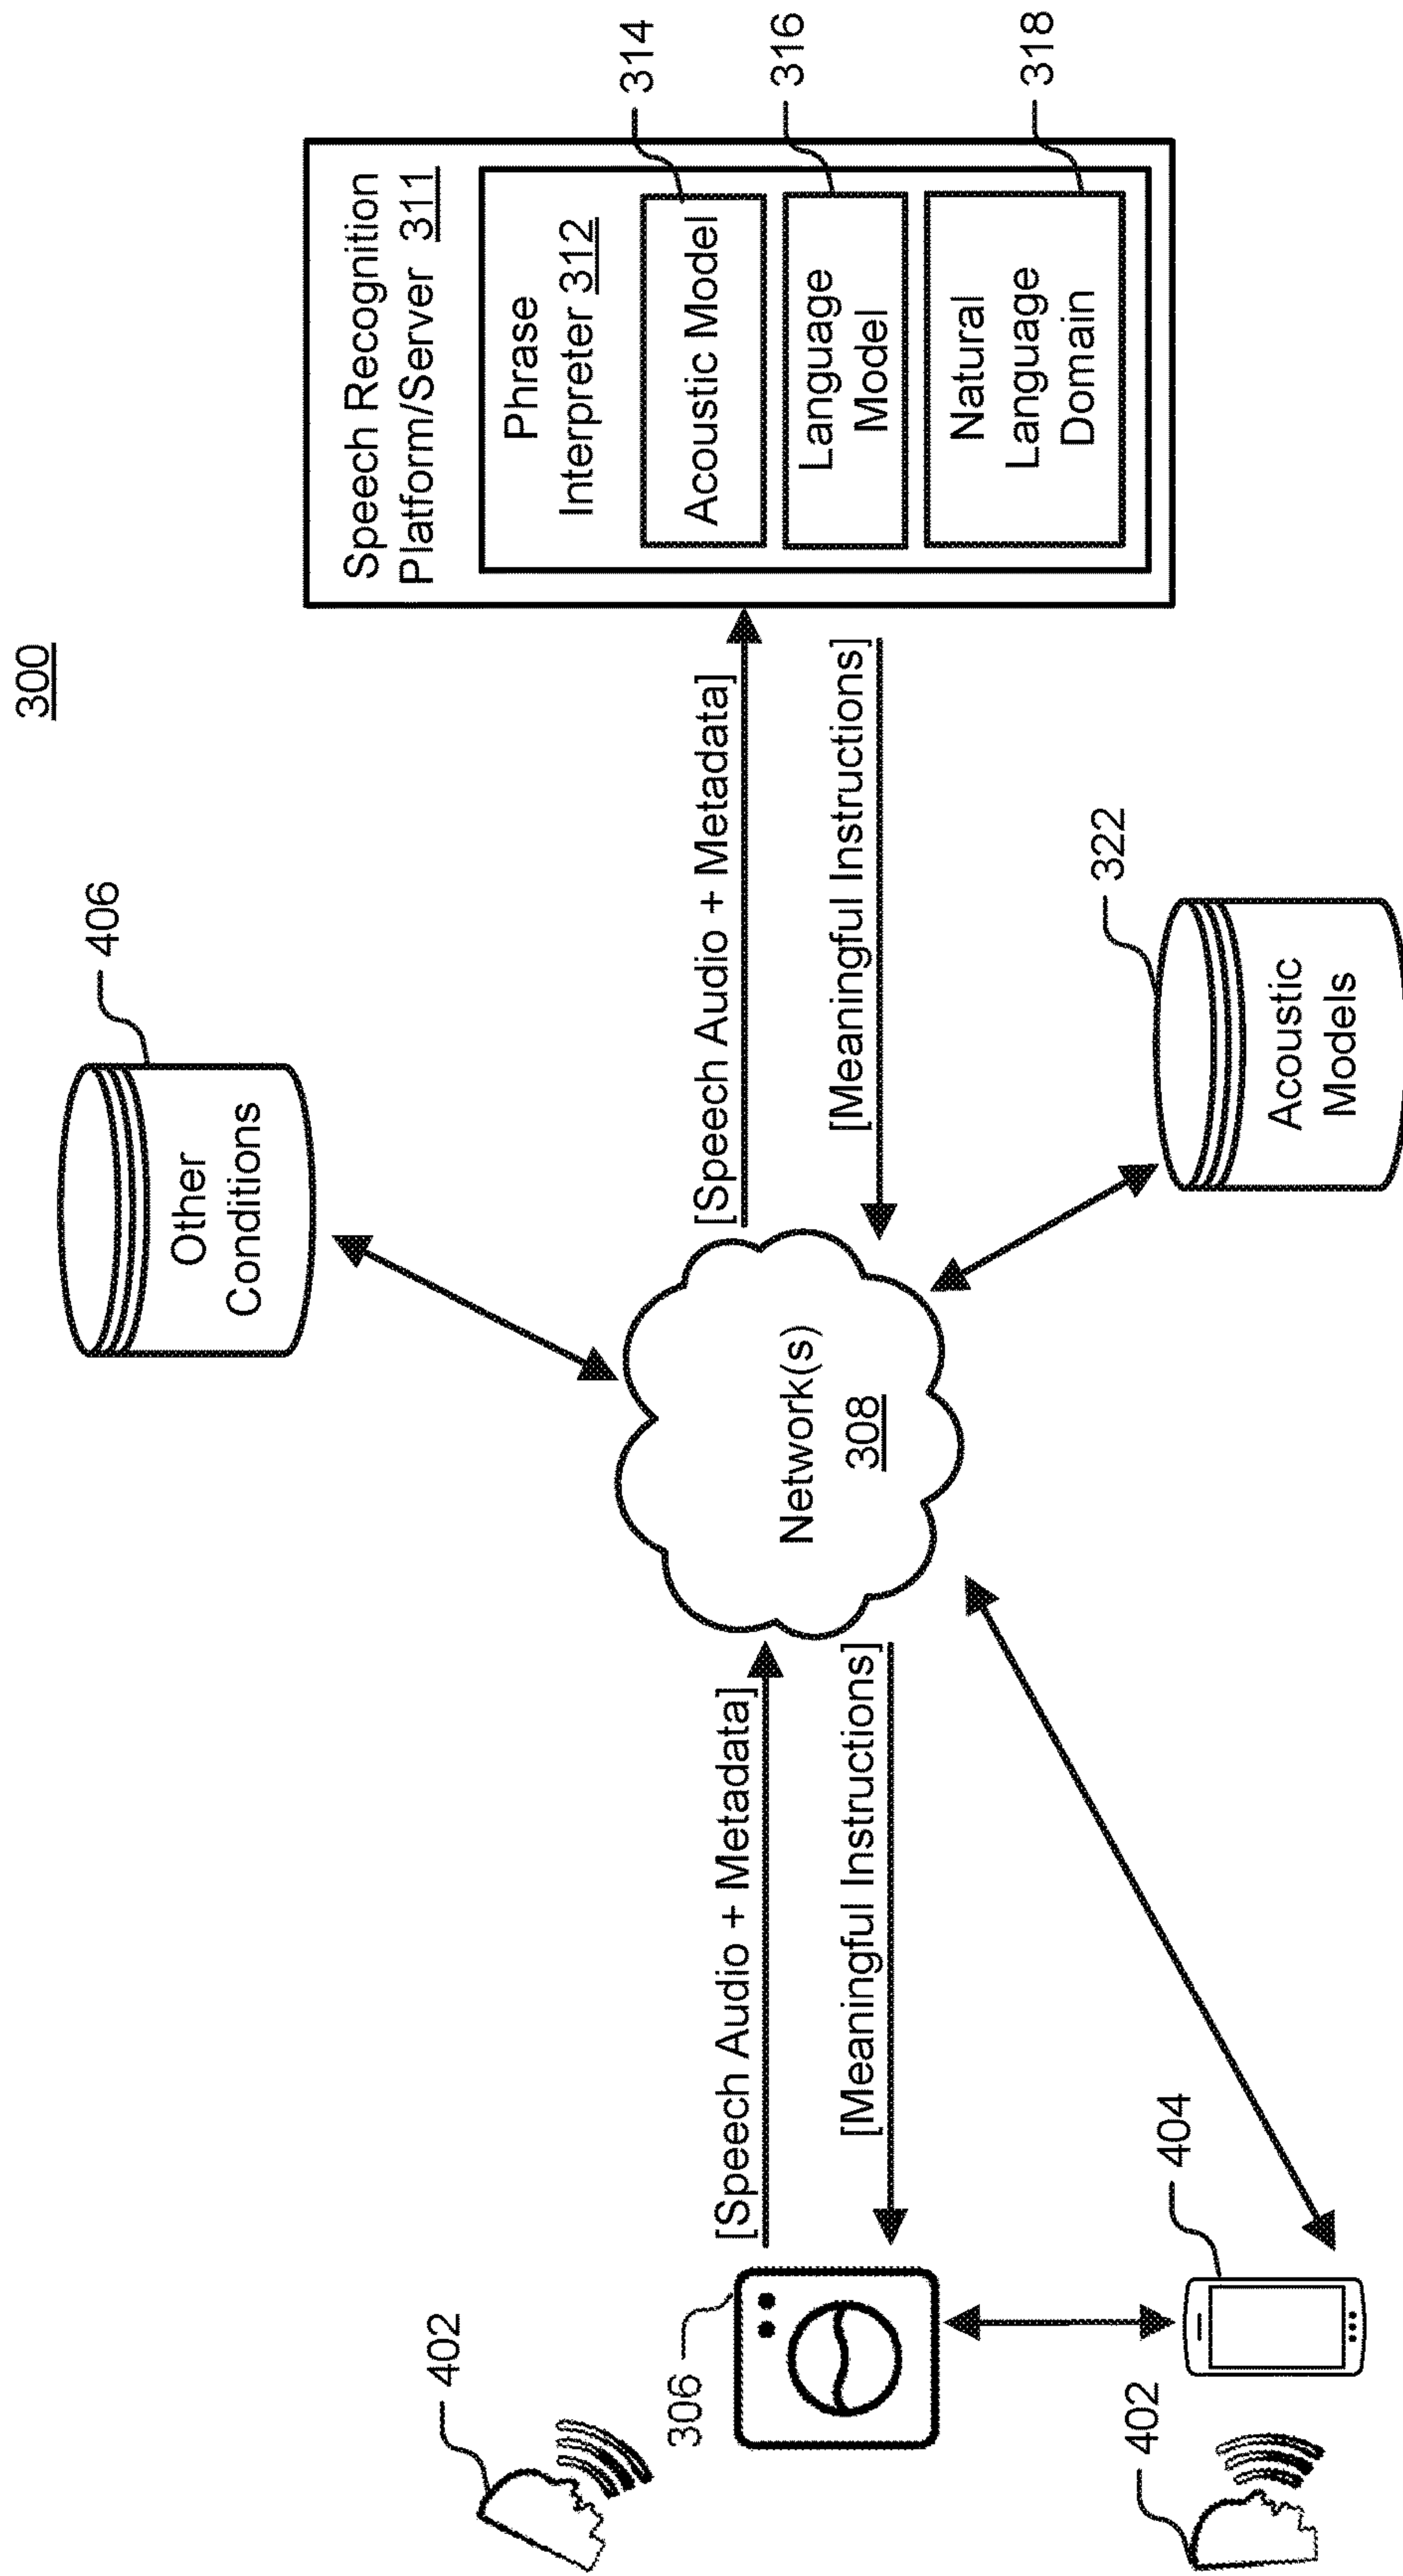 300
402
306
402
404
[Speech Audio + Metadata]
[Meaningful Instructions]
Network(s)
308
406
Other
Conditions
[Speech Audio + Metadata]
[Meaningful Instructions]
322
Acoustic
Models
Speech Recognition
Platform/Server 311
Phrase
Interpreter 312
Acoustic Model
314
Language
Model
316
Natural
Language
Domain
318